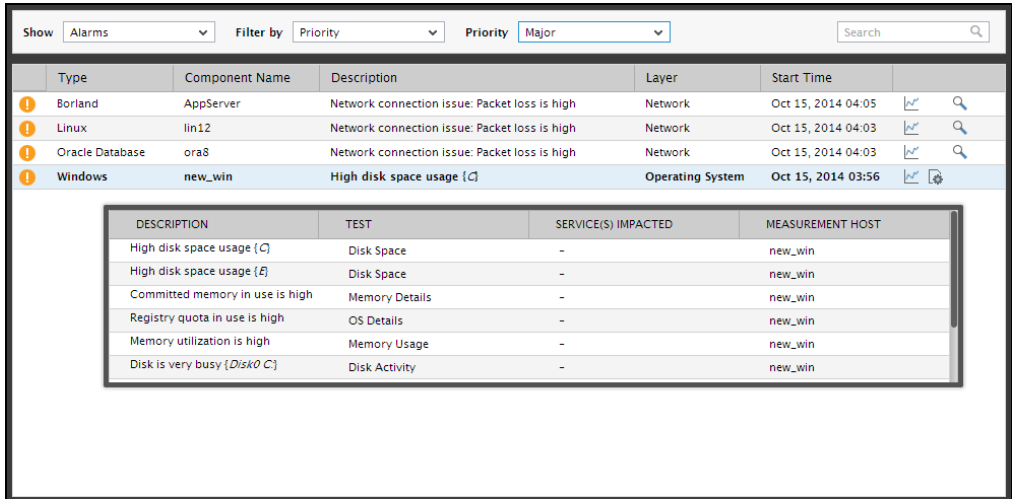 Show Alarms Filter by Priority Priority Major Search
Type Component Name Description Layer Start Time
Borland AppServer Network connection issue: Packet loss is high Network Oct 15, 2014 04:05
Linux lin12 Network connection issue: Packet loss is high Network Oct 15, 2014 04:03
Oracle Database ora8 Network connection issue: Packet loss is high Network Oct 15, 2014 04:03
Windows new_win High disk space usage {C} Operating System Oct 15, 2014 03:56
DESCRIPTION TEST SERVICE(S) IMPACTED MEASUREMENT HOST
High disk space usage {C} Disk Space – new_win
High disk space usage {E} Disk Space – new_win
Committed memory in use is high Memory Details – new_win
Registry quota in use is high OS Details – new_win
Memory utilization is high Memory Usage – new_win
Disk is very busy {Disk0 C:} Disk Activity – new_win